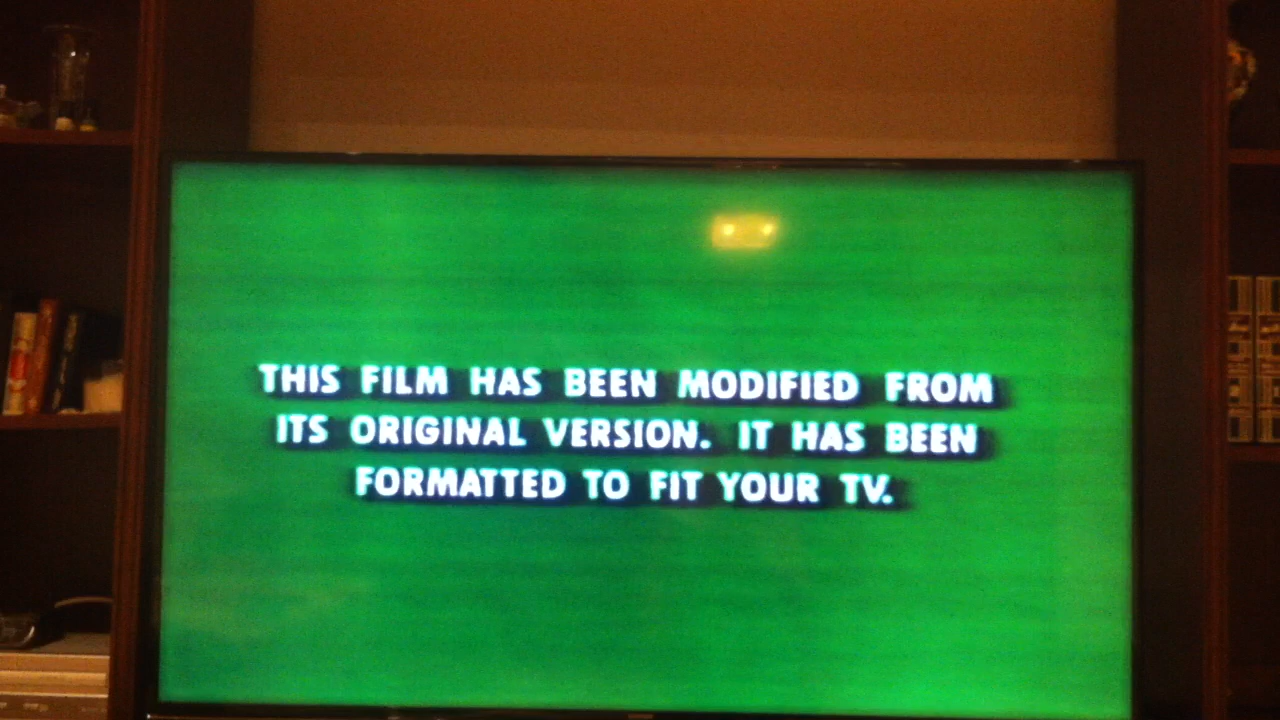 THIS FILM HAS BEEN MODIFIED FROM
ITS ORIGINAL VERSION. IT HAS BEEN
FORMATTED TO FIT YOUR TV.